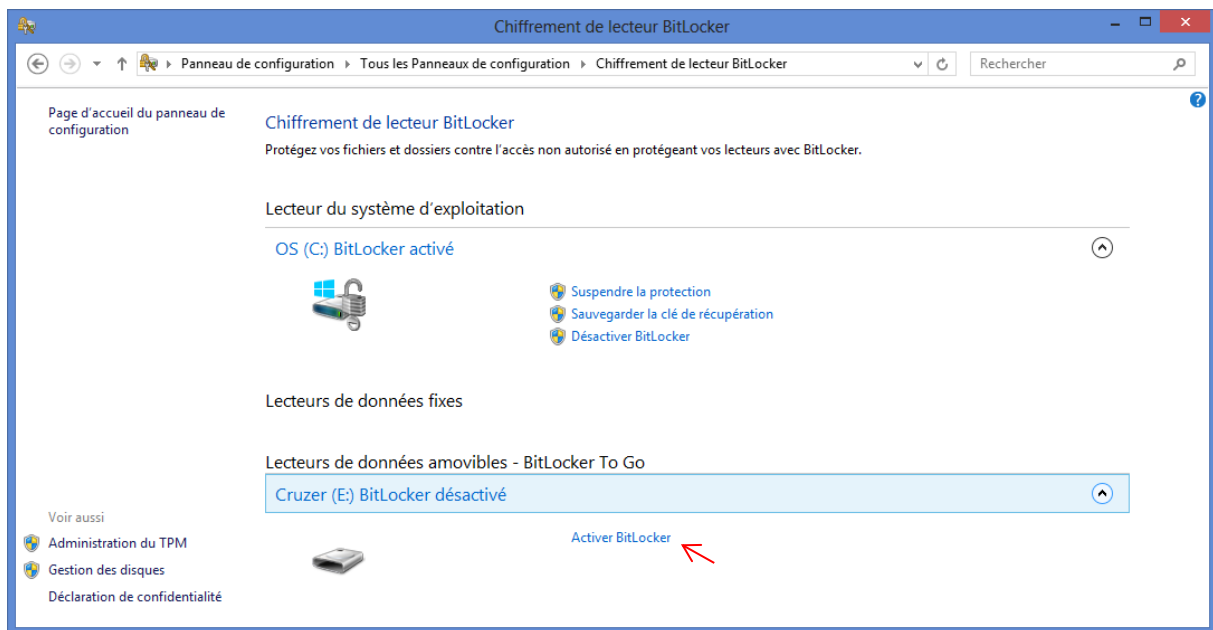 Chiffrement de lecteur BitLocker
Panneau de configuration ▸ Tous les Panneaux de configuration ▸ Chiffrement de lecteur BitLocker
Rechercher
Page d'accueil du panneau de
configuration
Chiffrement de lecteur BitLocker
Protégez vos fichiers et dossiers contre l'accès non autorisé en protégeant vos lecteurs avec BitLocker.
Lecteur du système d'exploitation
OS (C:) BitLocker activé
Suspendre la protection
Sauvegarder la clé de récupération
Désactiver BitLocker
Lecteurs de données fixes
Lecteurs de données amovibles - BitLocker To Go
Cruzer (E:) BitLocker désactivé
Activer BitLocker
Voir aussi
Administration du TPM
Gestion des disques
Déclaration de confidentialité